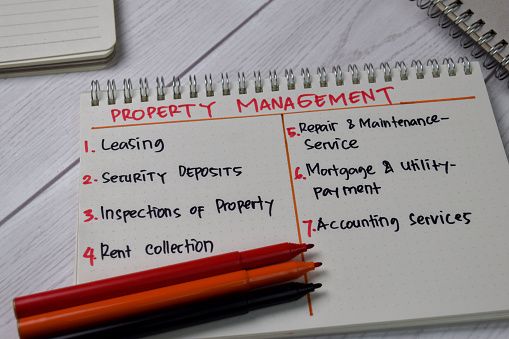 PROPERTY MANAGEMENT
1. Leasing
2. SECURITY DEPOSITS
3. Inspections of Property
4. Rent collection
5. Repair & Maintenance-
Service
6. Mortgage & Utility-
payment
7. Accounting Services